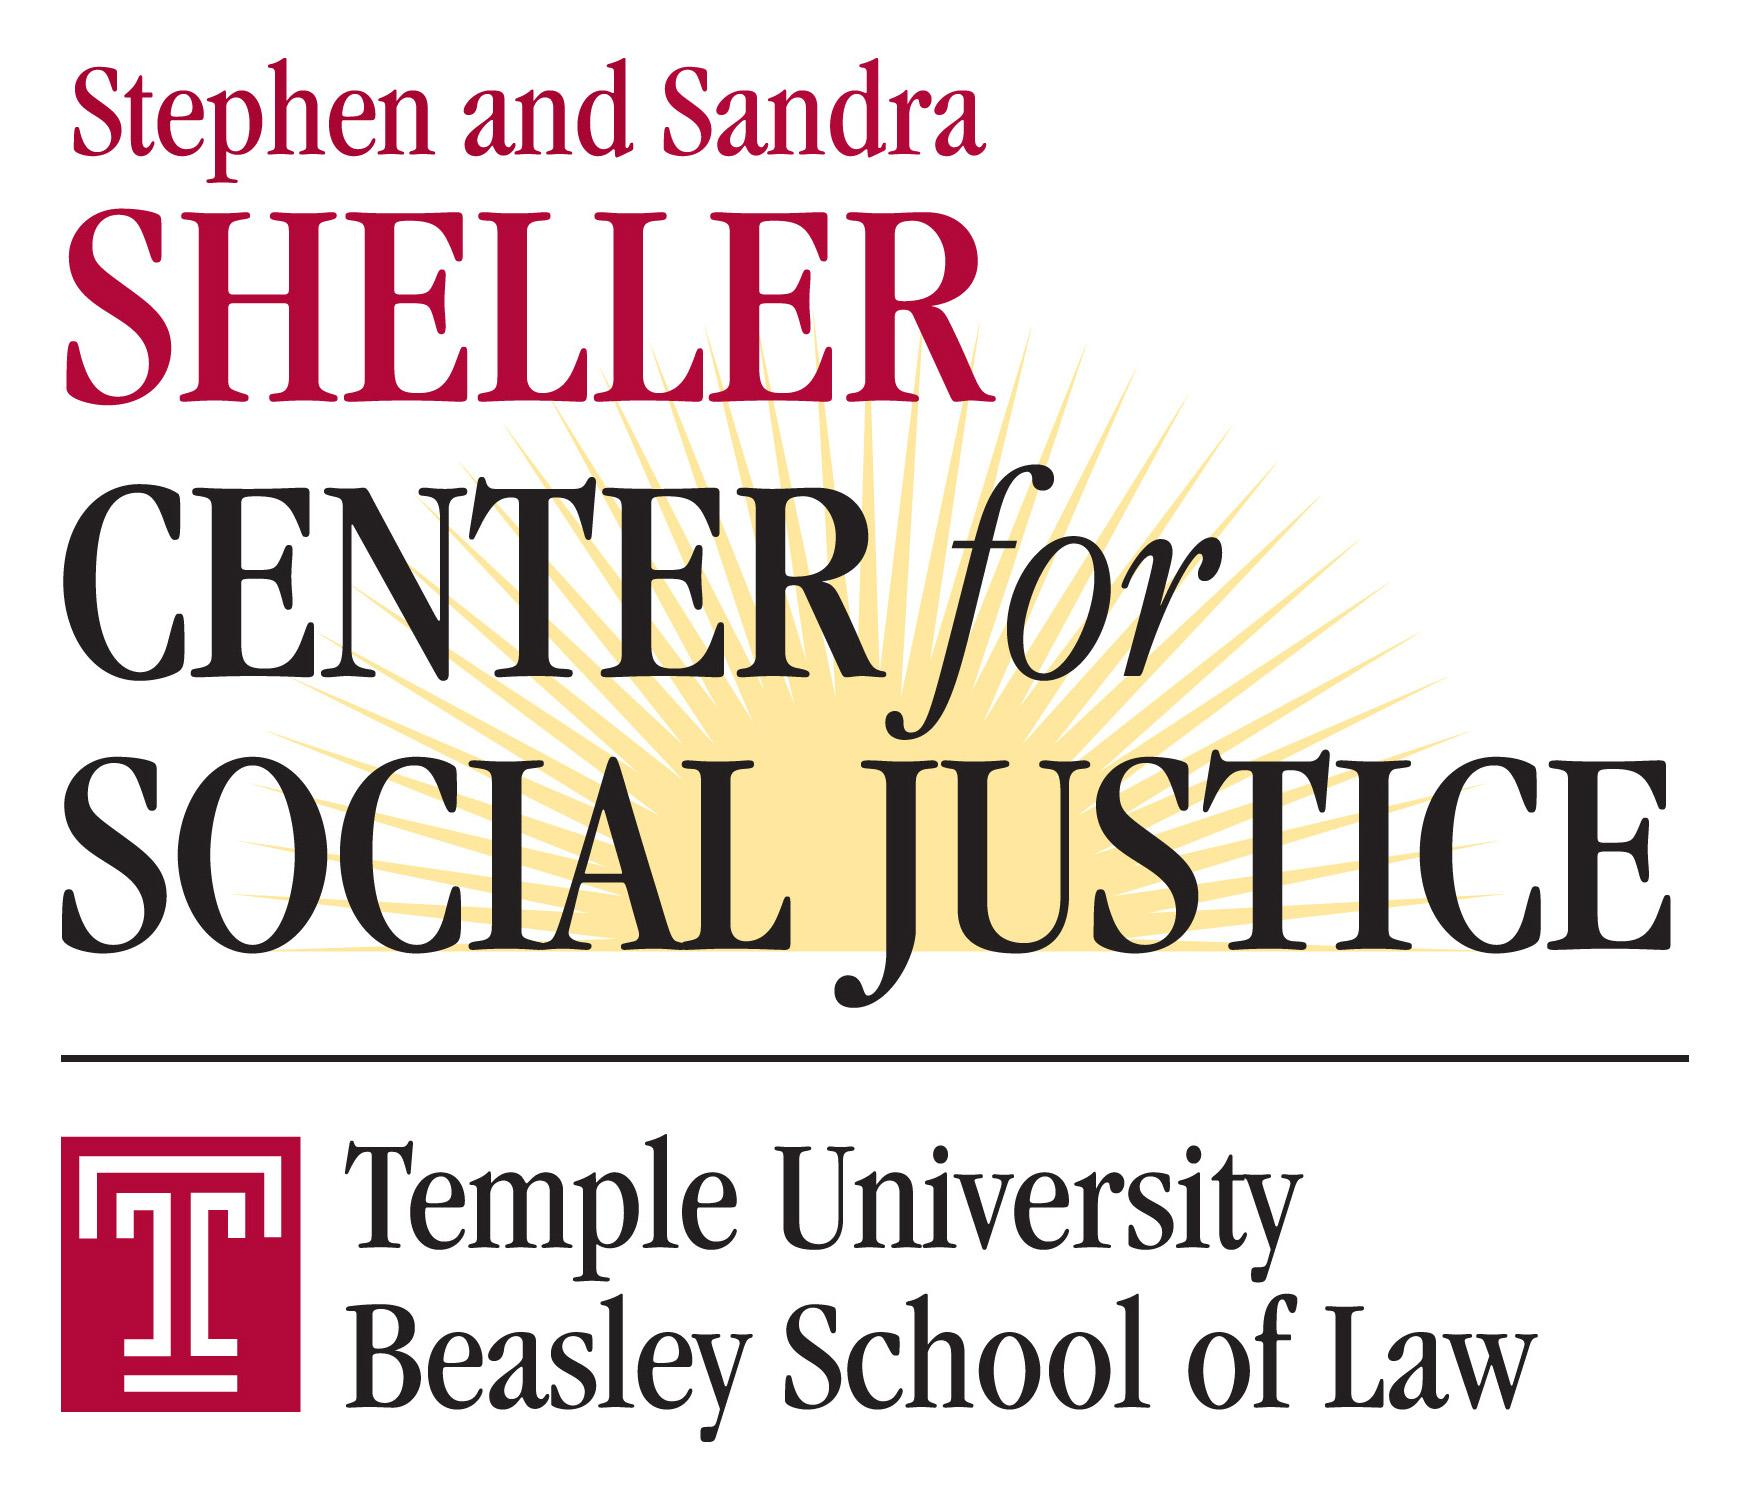 Stephen and Sandra
SHELLER
CENTER for
SOCIAL JUSTICE
T
Temple University
Beasley School of Law